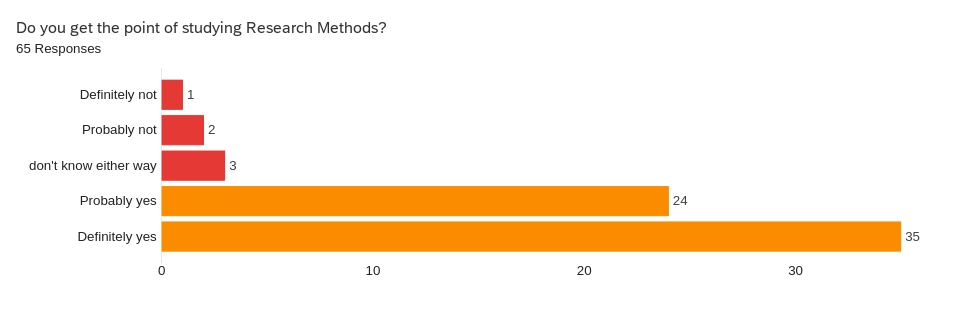 Do you get the point of studying Research Methods?
65 Responses
Definitely not 1
Probably not 2
don't know either way 3
Probably yes 24
Definitely yes 35
0 10 20 30